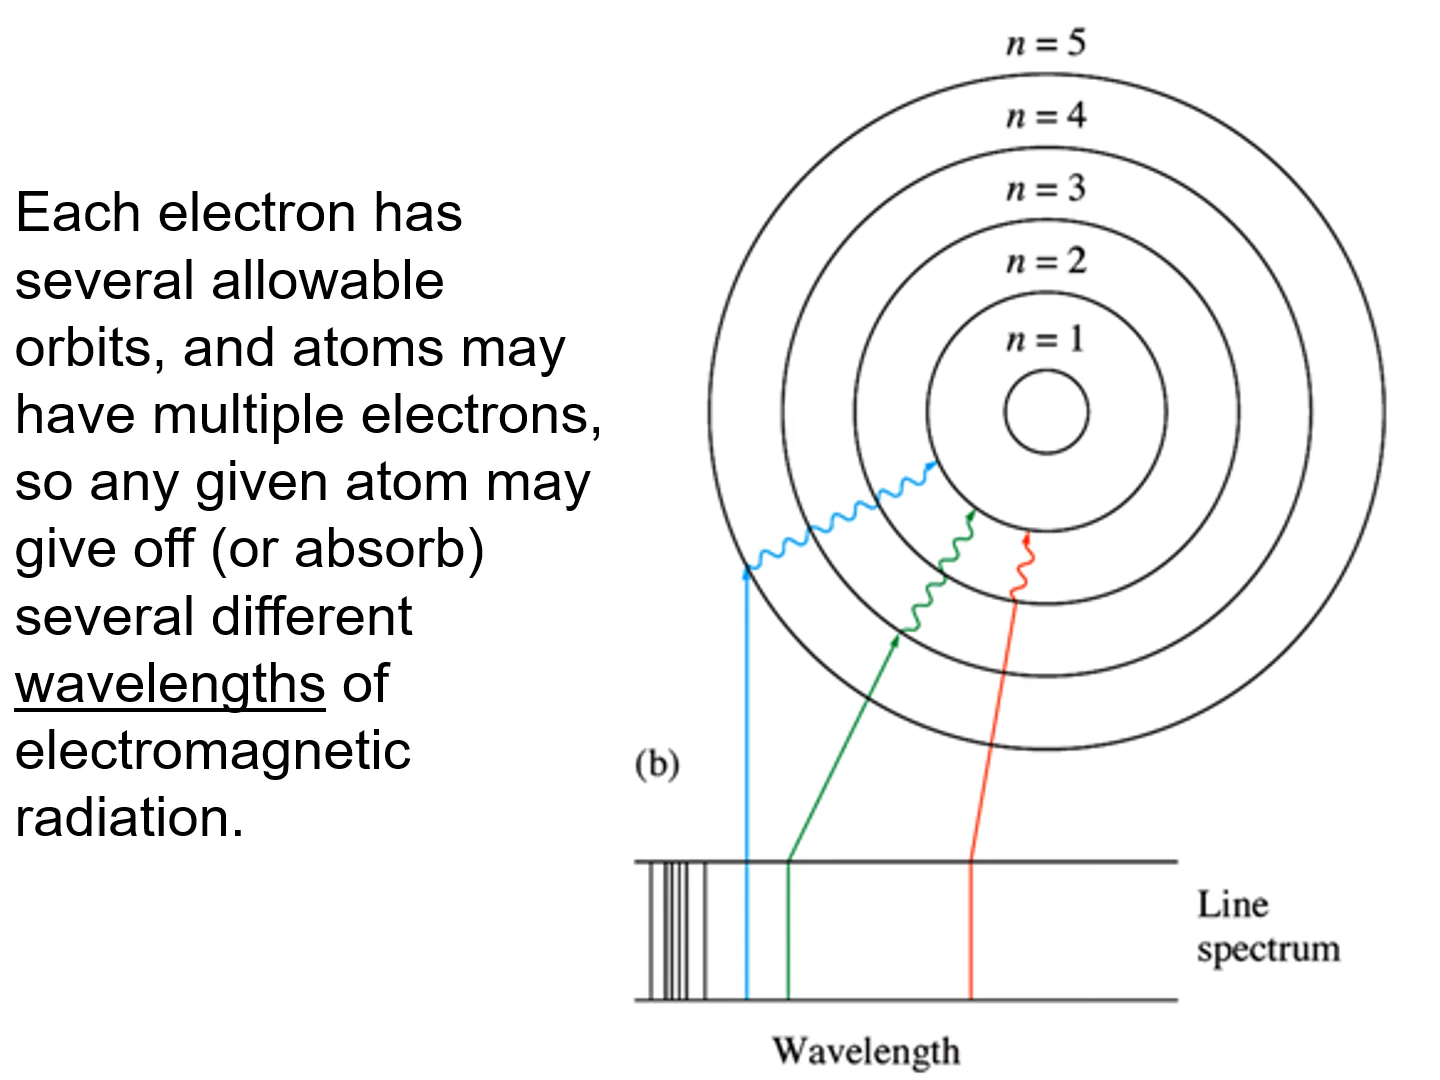 Each electron has
several allowable
orbits, and atoms may
have multiple electrons,
so any given atom may
give off (or absorb)
several different
wavelengths of
electromagnetic
radiation.
n = 5
n = 4
n = 3
n = 2
n = 1
(b)
Line
spectrum
Wavelength